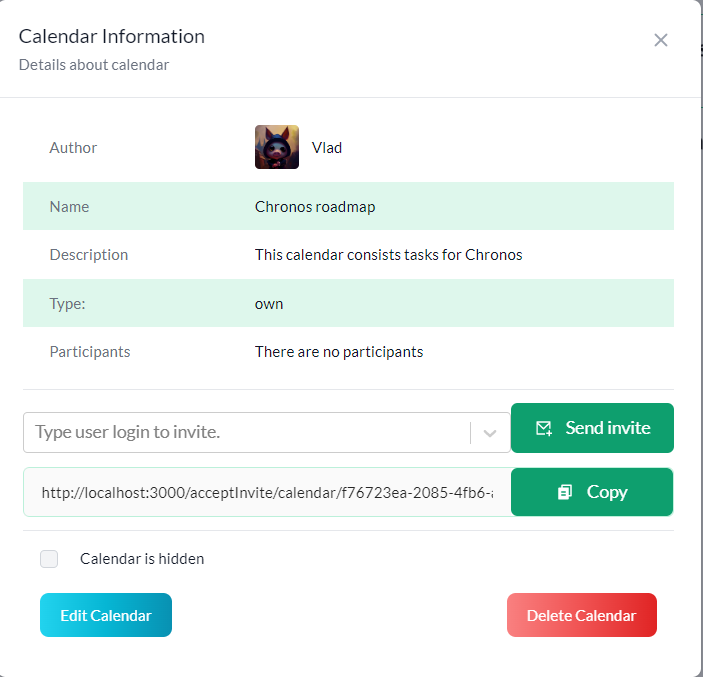 Calendar Information
Details about calendar
Author Vlad
Name Chronos roadmap
Description This calendar consists tasks for Chronos
Type: own
Participants There are no participants
Type user login to invite. Send invite
http://localhost:3000/acceptInvite/calendar/f76723ea-2085-4fb6- Copy
Calendar is hidden
Edit Calendar Delete Calendar